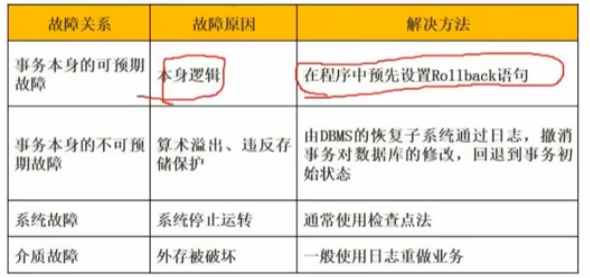 故障关系 故障原因 解决方法
事务本身的可预期 本身逻辑 在程序中预先设置Rollback语句
故障
事务本身的不可预 算术溢出、违反存 由DBMS的恢复子系统通过日志，撤消
期故障 储保护 事务对数据库的修改，回退到事务初
始状态
系统故障 系统停止运转 通常使用检查点法
介质故障 外存被破坏 一般使用日志重做业务